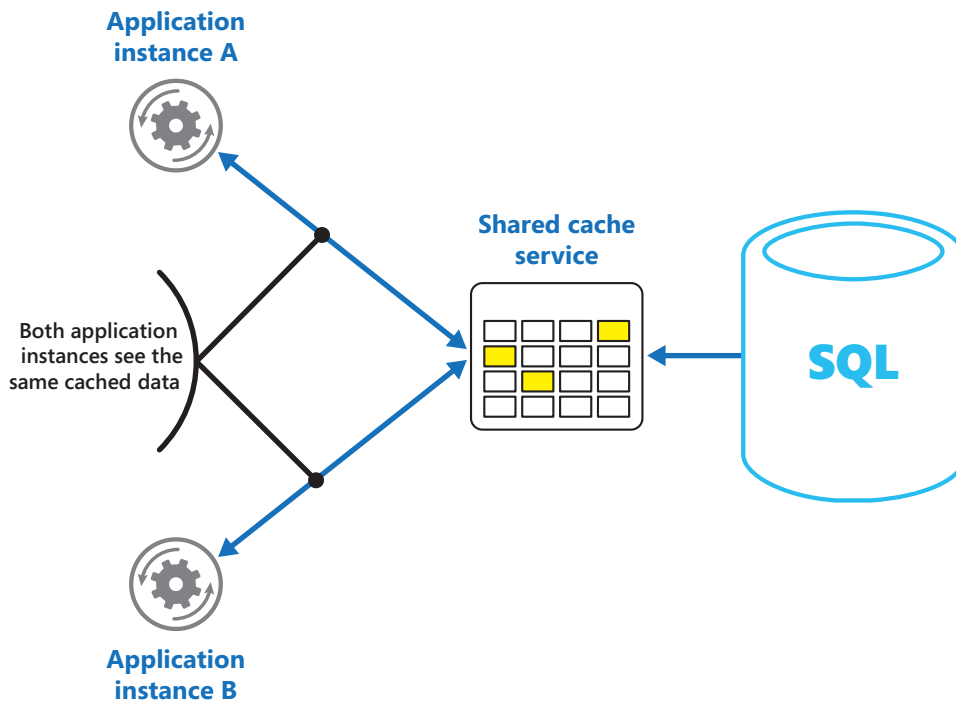 Application
instance A
Shared cache
service
Both application
instances see the
same cached data
SQL
Application
instance B